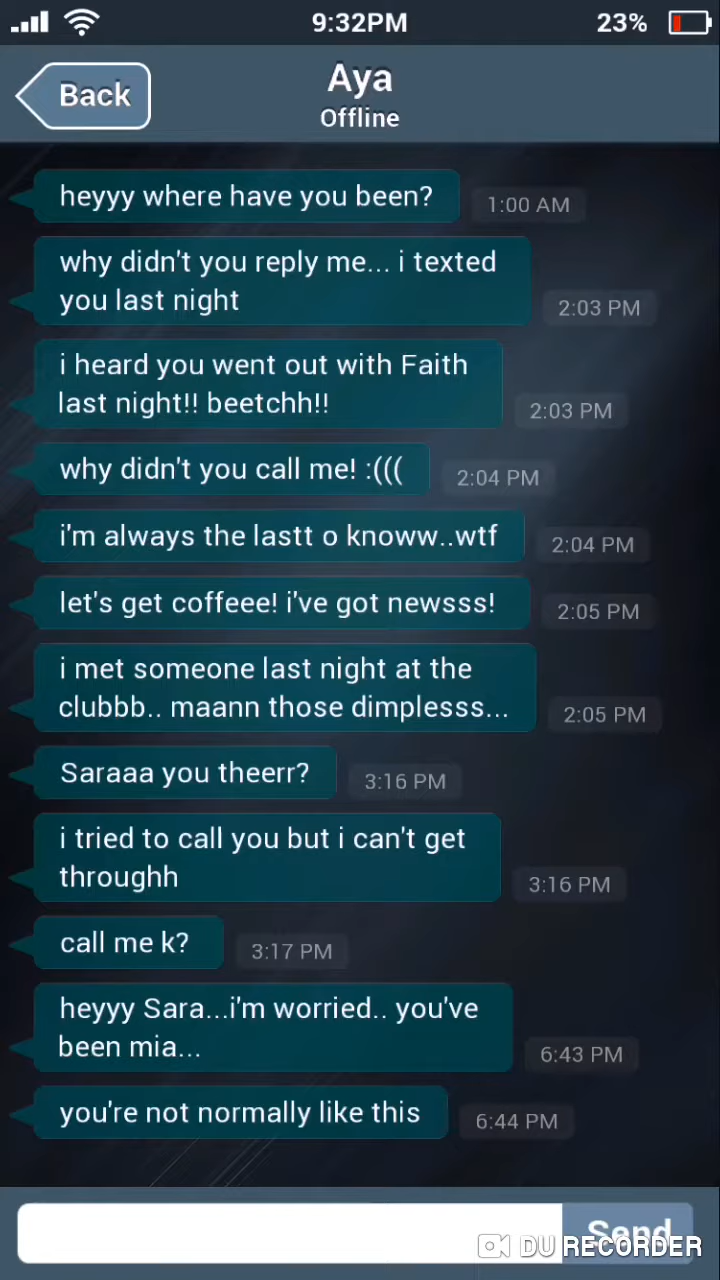 9:32PM
23%
Back
Aya
Offline
heyyy where have you been?
1:00 AM
why didn't you reply me... i texted
you last night
2:03 PM
i heard you went out with Faith
last night!! beetchh!!
2:03 PM
why didn't you call me! :(((
2:04 PM
i'm always the lastt o knoww..wtf
2:04 PM
let's get coffeee! i've got newsss!
2:05 PM
i met someone last night at the
clubbb.. maann those dimplesss...
2:05 PM
Saraaa you theerr?
3:16 PM
i tried to call you but i can't get
throughh
3:16 PM
call me k?
3:17 PM
heyyy Sara...i'm worried.. you've
been mia...
6:43 PM
you're not normally like this
6:44 PM
Send
DU RECORDER